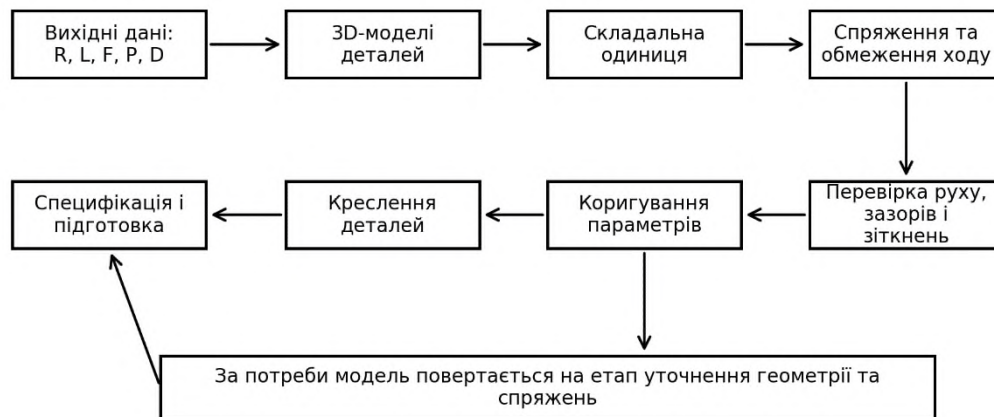 Вихідні дані:
R, L, F, P, D
3D-моделі
деталей
Складальна
одиниця
Спряження та
обмеження ходу
Специфікація і
підготовка
Креслення
деталей
Коригування
параметрів
Перевірка руху,
зазорів і
зіткнень
За потреби модель повертається на етап уточнення геометрії та
спряжень